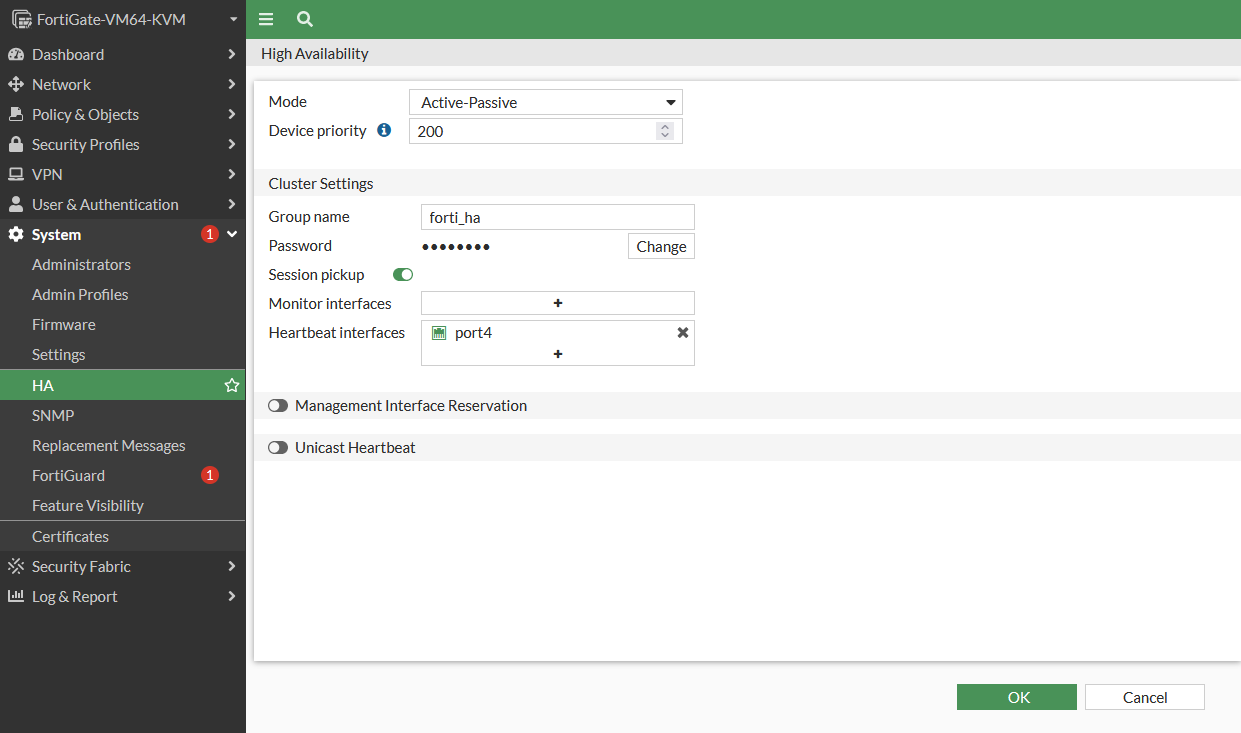 FortiGate-VM64-KVM
Dashboard
Network
Policy & Objects
Security Profiles
VPN
User & Authentication
System 1
Administrators
Admin Profiles
Firmware
Settings
HA
SNMP
Replacement Messages
FortiGuard 1
Feature Visibility
Certificates
Security Fabric
Log & Report
High Availability
Mode Active-Passive
Device priority 200
Cluster Settings
Group name forti_ha
Password •••••••• Change
Session pickup
Monitor interfaces +
Heartbeat interfaces port4
+
Management Interface Reservation
Unicast Heartbeat
OK Cancel